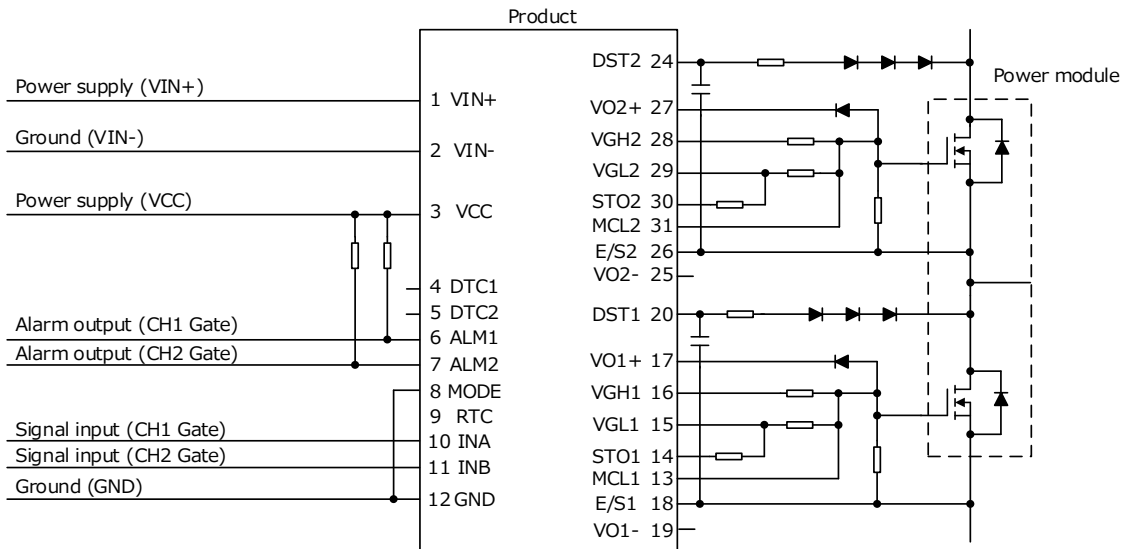 Product
Power supply (VIN+)
1 VIN+
Ground (VIN-)
2 VIN-
Power supply (VCC)
3 VCC
4 DTC1
5 DTC2
Alarm output (CH1 Gate)
6 ALM1
Alarm output (CH2 Gate)
7 ALM2
8 MODE
9 RTC
Signal input (CH1 Gate)
10 INA
Signal input (CH2 Gate)
11 INB
Ground (GND)
12 GND
DST2 24
VO2+ 27
VGH2 28
VGL2 29
STO2 30
MCL2 31
E/S2 26
VO2- 25
DST1 20
VO1+ 17
VGH1 16
VGL1 15
STO1 14
MCL1 13
E/S1 18
VO1- 19
Power module